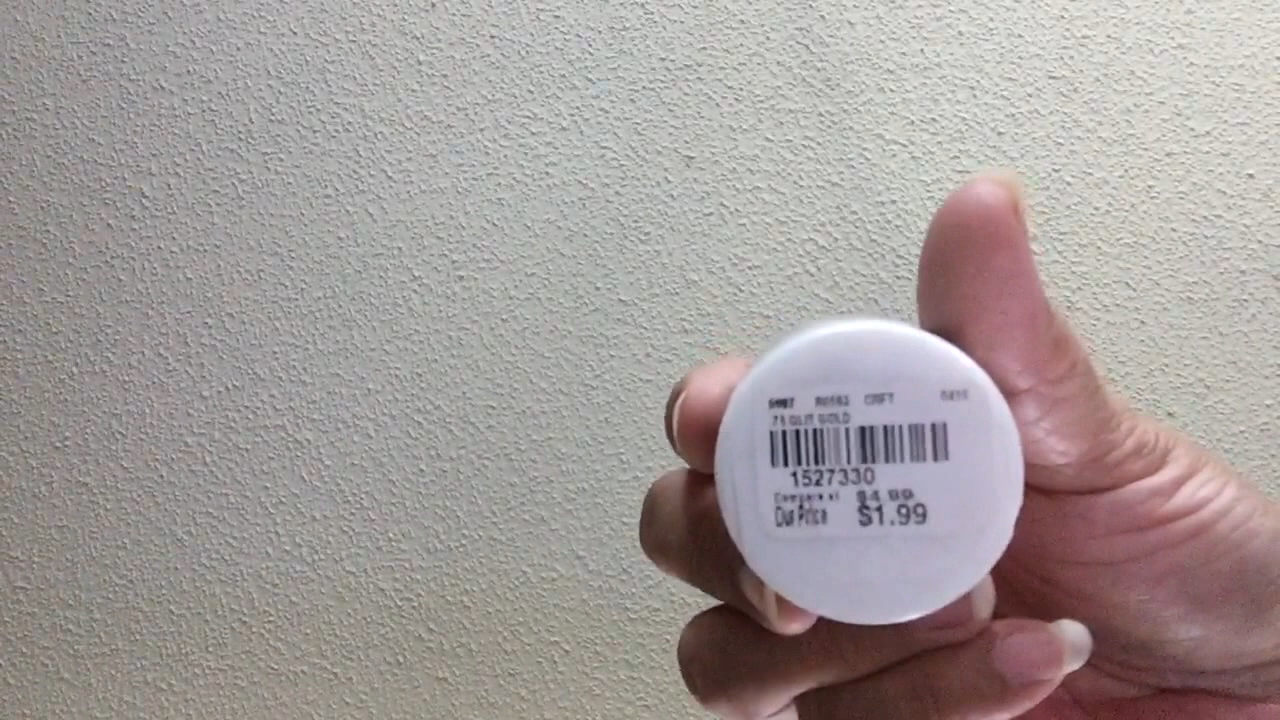 CRFT
GLIT GOLD
1527330
Compare at $4.99
Our Price $1.99